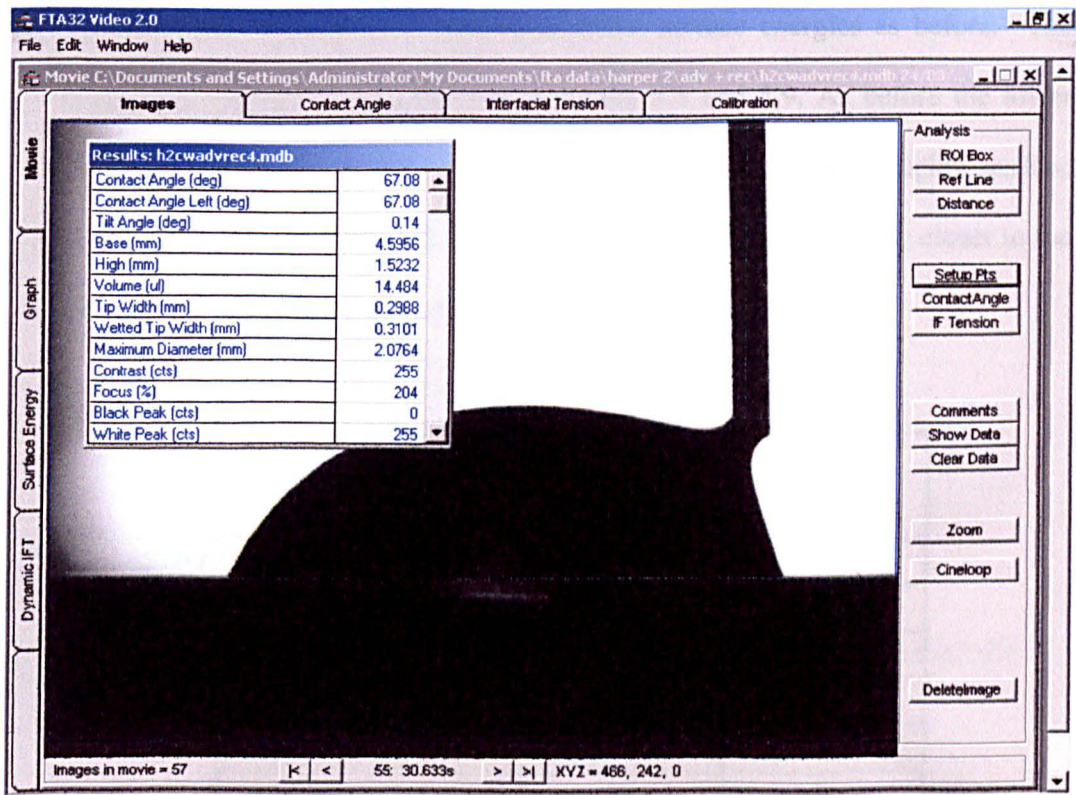 FTA32 Video 2.0
File Edit Window Help
Movie C:\Documents and Settings\Administrator\My Documents\fta data\harper 2\adv + rec\h2cwadvrec4.mdb
Images Contact Angle Interfacial Tension Calibration
Movie
Graph
Surface Energy
Dynamic IFT
Results: h2cwadvrec4.mdb
Contact Angle (deg) 67.08
Contact Angle Left (deg) 67.08
Tilt Angle (deg) 0.14
Base (mm) 4.5956
High (mm) 1.5232
Volume (ul) 14.484
Tip Width (mm) 0.2988
Wetted Tip Width (mm) 0.3101
Maximum Diameter (mm) 2.0764
Contrast (cts) 255
Focus (%) 204
Black Peak (cts) 0
White Peak (cts) 255
Analysis
ROI Box
Ref Line
Distance
Setup Pts
ContactAngle
IF Tension
Comments
Show Data
Clear Data
Zoom
Cineloop
DeleteImage
Images in movie = 57 |< < 55: 30.633s > >| XYZ = 466, 242, 0